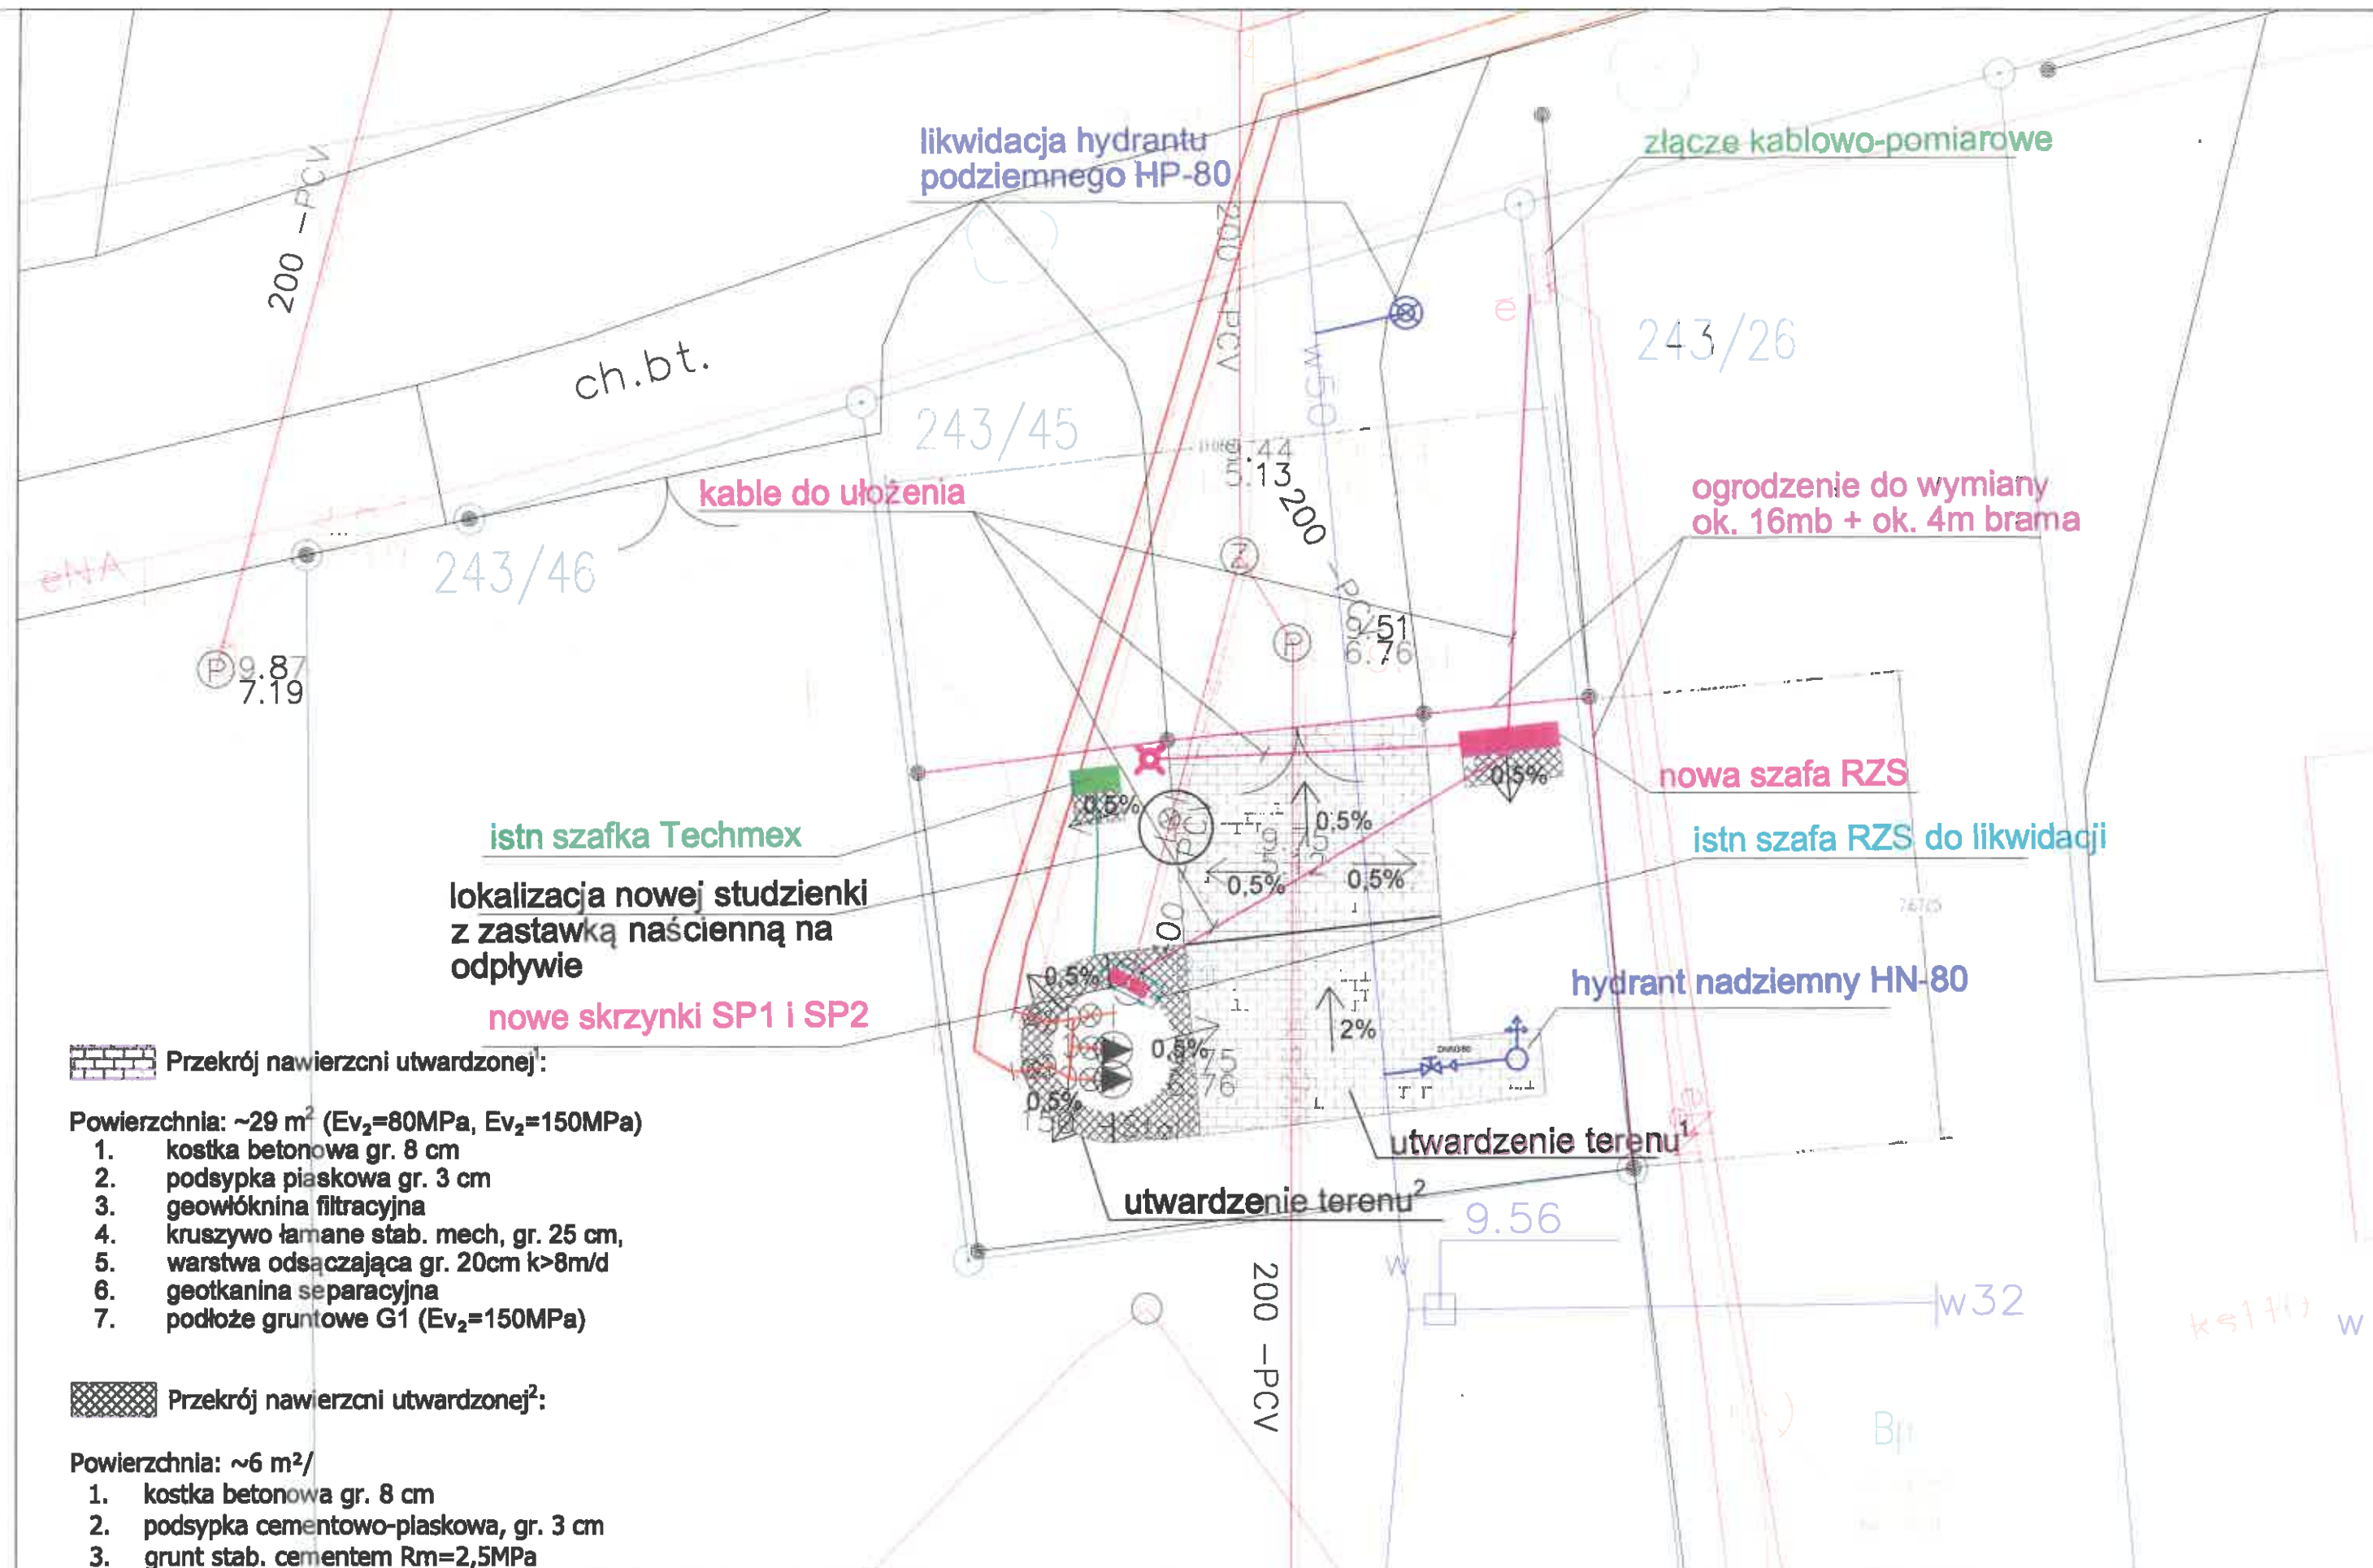 likwidacja hydrantu
podziemnego HP-80
złącze kablowo-pomiarowe
200 -PCV
200 -PCV
w50
e
243/26
ch.bt.
243/45
.44
5.13
200 -PCV
kable do ułożenia
ogrodzenie do wymiany
ok. 16mb + ok. 4m brama
eNA
243/46
Z
P
9.51
6.76
P 9.87
7.19
nowa szafa RZS
0,5%
0,5%
0,5%
istn szafka Techmex
istn szafa RZS do likwidacji
0,5%
0,5%
lokalizacja nowej studzienki
z zastawką naścienną na
odpływie
0,5%
hydrant nadziemny HN-80
nowe skrzynki SP1 i SP2
2%
0,5%
0,5%
Przekrój nawierzcni utwardzonej¹:
Powierzchnia: ~29 m² (Ev₂=80MPa, Ev₂=150MPa)
1. kostka betonowa gr. 8 cm
2. podsypka piaskowa gr. 3 cm
3. geowłóknina filtracyjna
4. kruszywo łamane stab. mech, gr. 25 cm,
5. warstwa odsączająca gr. 20cm k>8m/d
6. geotkanina separacyjna
7. podłoże gruntowe G1 (Ev₂=150MPa)
utwardzenie terenu¹
utwardzenie terenu²
9.56
w
w32
ks110
w
200 -PCV
Przekrój nawierzcni utwardzonej²:
Powierzchnia: ~6 m²/
1. kostka betonowa gr. 8 cm
2. podsypka cementowo-piaskowa, gr. 3 cm
3. grunt stab. cementem Rm=2,5MPa